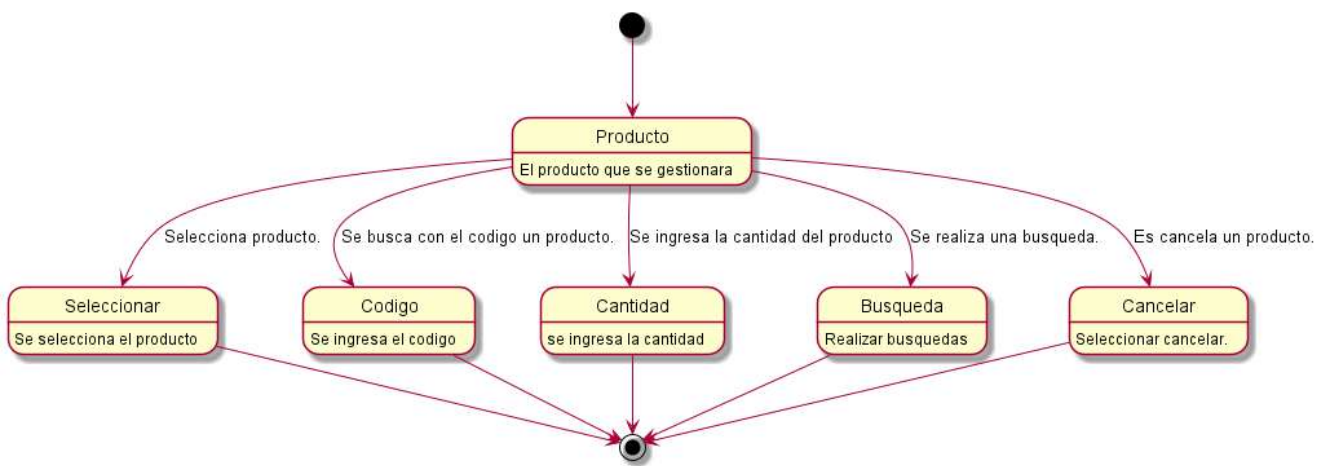 Producto
El producto que se gestionara
Selecciona producto.
Se busca con el codigo un producto.
Se ingresa la cantidad del producto
Se realiza una busqueda.
Es cancela un producto.
Seleccionar
Se selecciona el producto
Codigo
Se ingresa el codigo
Cantidad
se ingresa la cantidad
Busqueda
Realizar busquedas
Cancelar
Seleccionar cancelar.